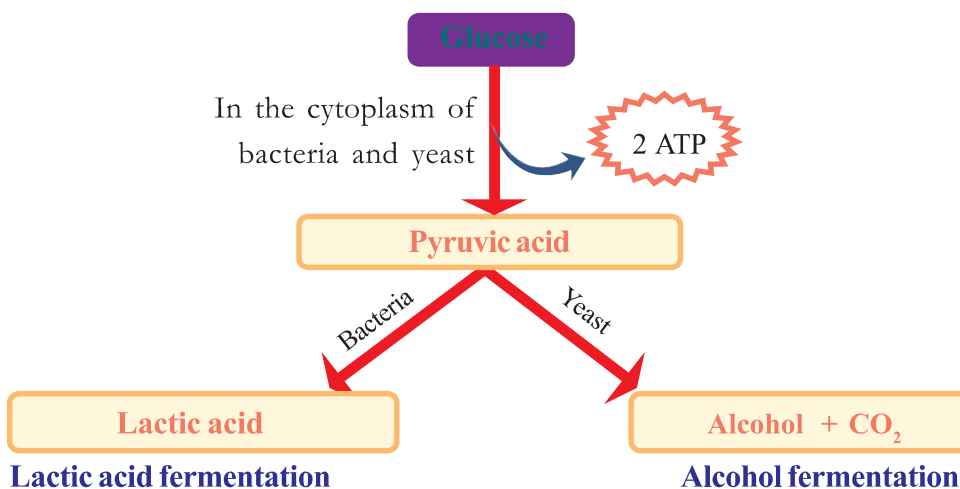 Glucose
In the cytoplasm of
bacteria and yeast
2 ATP
Pyruvic acid
Bacteria
Yeast
Lactic acid
Alcohol + CO₂
Lactic acid fermentation
Alcohol fermentation